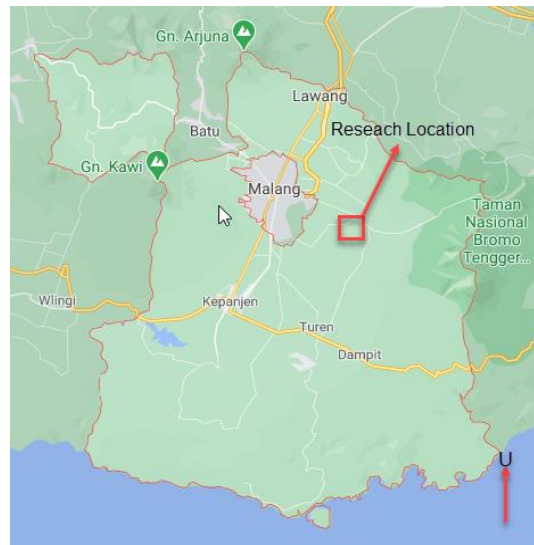 Gn. Arjuna
Lawang
Reseach Location
Batu
Gn. Kawi
Malang
Taman
Nasional
Bromo
Tengger...
Wlingi
Kepanjen
Turen
Dampit
U